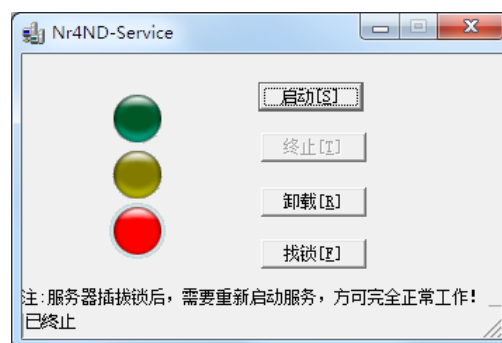 Nr4ND-Service
启动[S]
终止[T]
卸载[R]
找锁[F]
注:服务器插拔锁后，需要重新启动服务，方可完全正常工作!
已终止